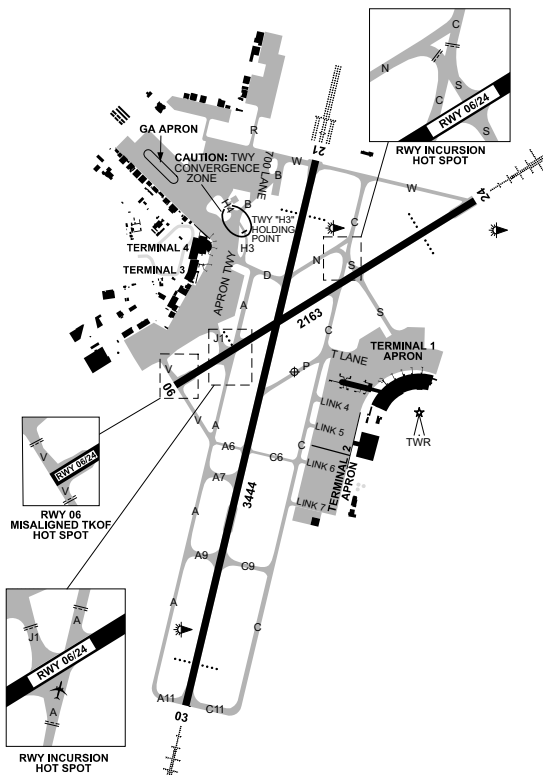 C
N
S
C
RWY 06/24
S
RWY INCURSION
HOT SPOT
GA APRON
R
CAUTION: TWY
CONVERGENCE
ZONE
700 LANE
21
W
B
H4
B
TWY "H3"
HOLDING
POINT
H3
W
24
C
TERMINAL 4
TERMINAL 3
APRON TWY
D
N
S
A
2163
S
J1
C
TERMINAL 1
APRON
T LANE
V
06
P
LINK 4
V
A
LINK 5
TWR
A6
C6
C
LINK 6
TERMINAL 2
APRON
A7
3444
LINK 7
V
RWY 06/24
V
RWY 06
MISALIGNED TKOF
HOT SPOT
A
A9
C9
A
C
A11
03
C11
A
J1
RWY 06/24
A
RWY INCURSION
HOT SPOT